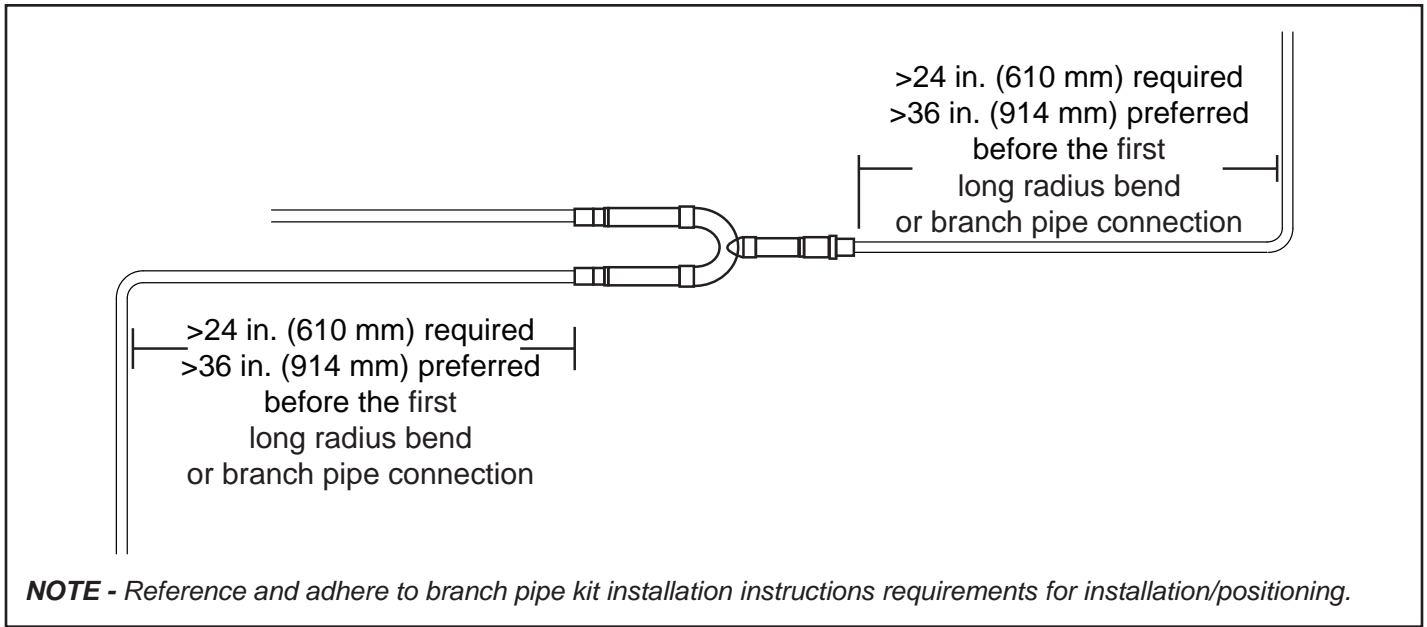 >24 in. (610 mm) required
>36 in. (914 mm) preferred
before the first
long radius bend
or branch pipe connection
>24 in. (610 mm) required
>36 in. (914 mm) preferred
before the first
long radius bend
or branch pipe connection
NOTE - Reference and adhere to branch pipe kit installation instructions requirements for installation/positioning.